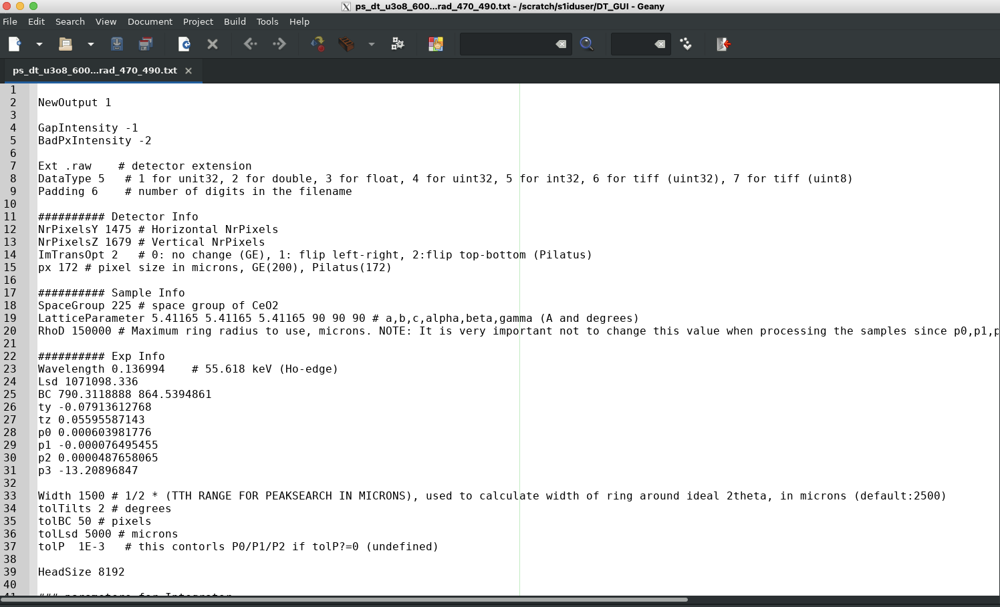 ps_dt_u3o8_600...rad_470_490.txt - /scratch/s1iduser/DT_GUI - Geany
File Edit Search View Document Project Build Tools Help
ps_dt_u3o8_600...rad_470_490.txt
1
2 NewOutput 1
3
4 GapIntensity -1
5 BadPxIntensity -2
6
7 Ext .raw    # detector extension
8 DataType 5   # 1 for unit32, 2 for double, 3 for float, 4 for uint32, 5 for int32, 6 for tiff (uint32), 7 for tiff (uint8)
9 Padding 6    # number of digits in the filename
10
11 ########## Detector Info
12 NrPixelsY 1475 # Horizontal NrPixels
13 NrPixelsZ 1679 # Vertical NrPixels
14 ImTransOpt 2   # 0: no change (GE), 1: flip left-right, 2:flip top-bottom (Pilatus)
15 px 172 # pixel size in microns, GE(200), Pilatus(172)
16
17 ########## Sample Info
18 SpaceGroup 225 # space group of CeO2
19 LatticeParameter 5.41165 5.41165 5.41165 90 90 90 # a,b,c,alpha,beta,gamma (A and degrees)
20 RhoD 150000 # Maximum ring radius to use, microns. NOTE: It is very important not to change this value when processing the samples since p0,p1,p
21
22 ########## Exp Info
23 Wavelength 0.136994    # 55.618 keV (Ho-edge)
24 Lsd 1071098.336
25 BC 790.3118888 864.5394861
26 ty -0.07913612768
27 tz 0.05595587143
28 p0 0.000603981776
29 p1 -0.000076495455
30 p2 0.0000487658065
31 p3 -13.20896847
32
33 Width 1500 # 1/2 * (TTH RANGE FOR PEAKSEARCH IN MICRONS), used to calculate width of ring around ideal 2theta, in microns (default:2500)
34 tolTilts 2 # degrees
35 tolBC 50 # pixels
36 tolLsd 5000 # microns
37 tolP  1E-3   # this contorls P0/P1/P2 if tolP?=0 (undefined)
38
39 HeadSize 8192
40
41 ### parameters for Integrator